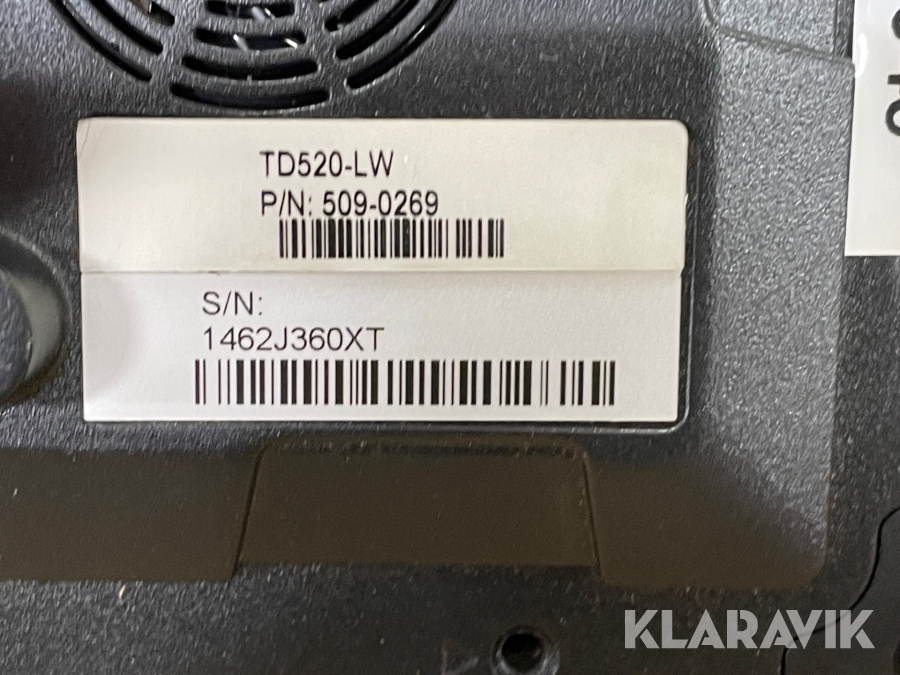 TD520-LW
P/N: 509-0269
S/N:
1462J360XT
KLARAVIK